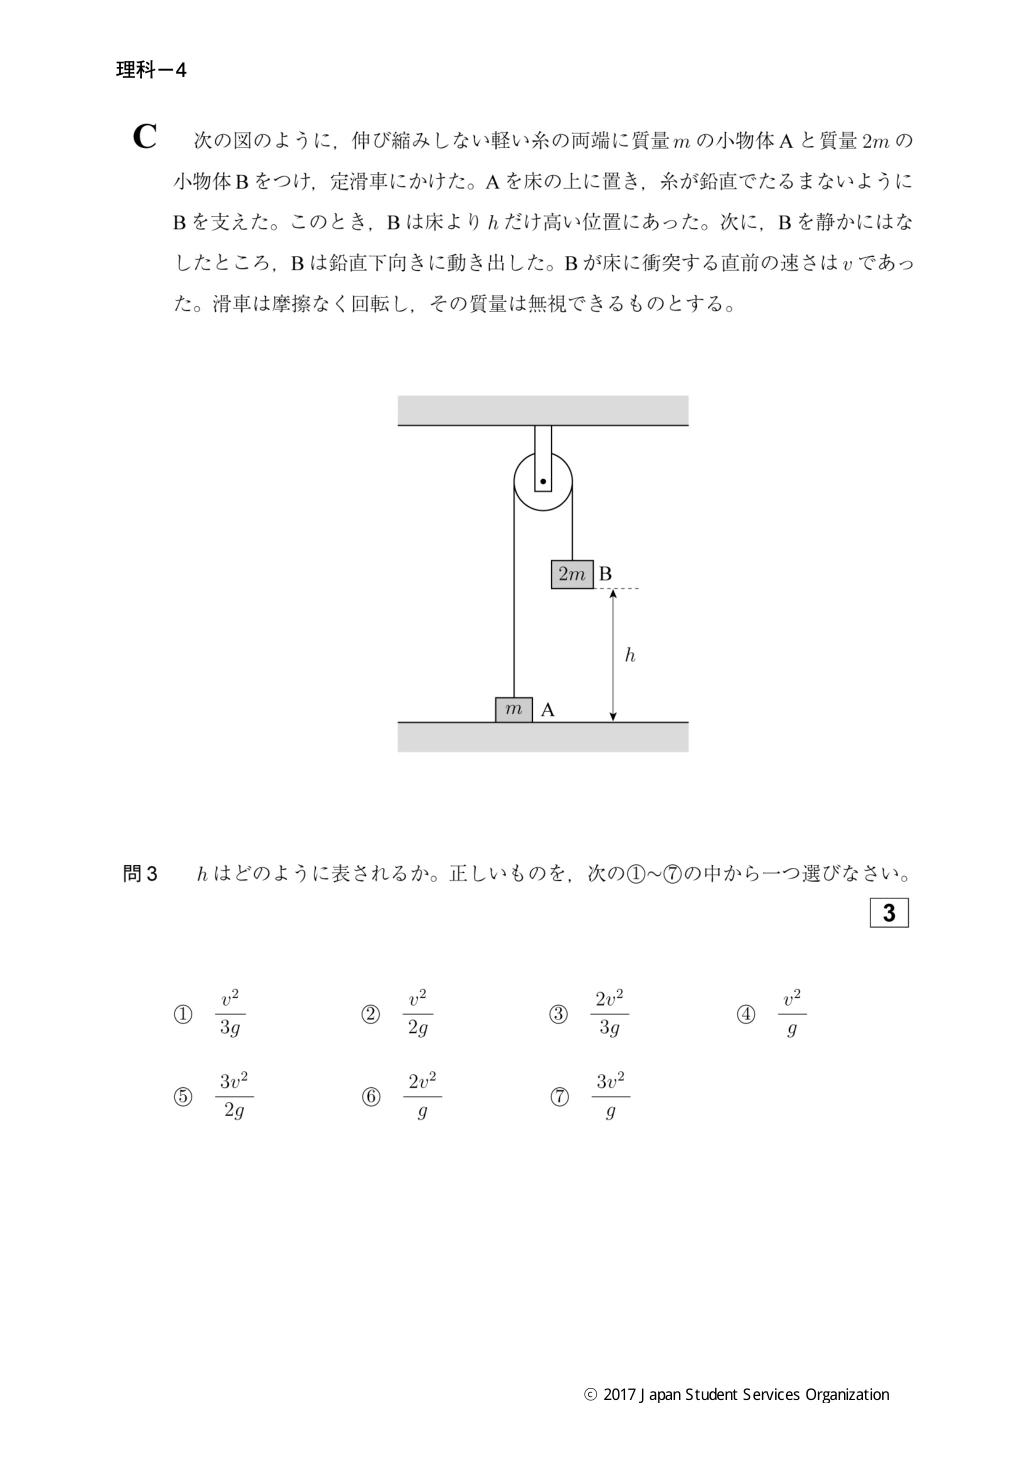 理科－4
C 次の図のように，伸び縮みしない軽い糸の両端に質量 m の小物体 A と質量 2m の
小物体 B をつけ，定滑車にかけた。A を床の上に置き，糸が鉛直でたるまないように
B を支えた。このとき，B は床より h だけ高い位置にあった。次に，B を静かにはな
したところ，B は鉛直下向きに動き出した。B が床に衝突する直前の速さは v であっ
た。滑車は摩擦なく回転し，その質量は無視できるものとする。
2m B
h
m A
問3 h はどのように表されるか。正しいものを，次の①～⑦の中から一つ選びなさい。
3
① v²/3g ② v²/2g ③ 2v²/3g ④ v²/g
⑤ 3v²/2g ⑥ 2v²/g ⑦ 3v²/g
© 2017 Japan Student Services Organization